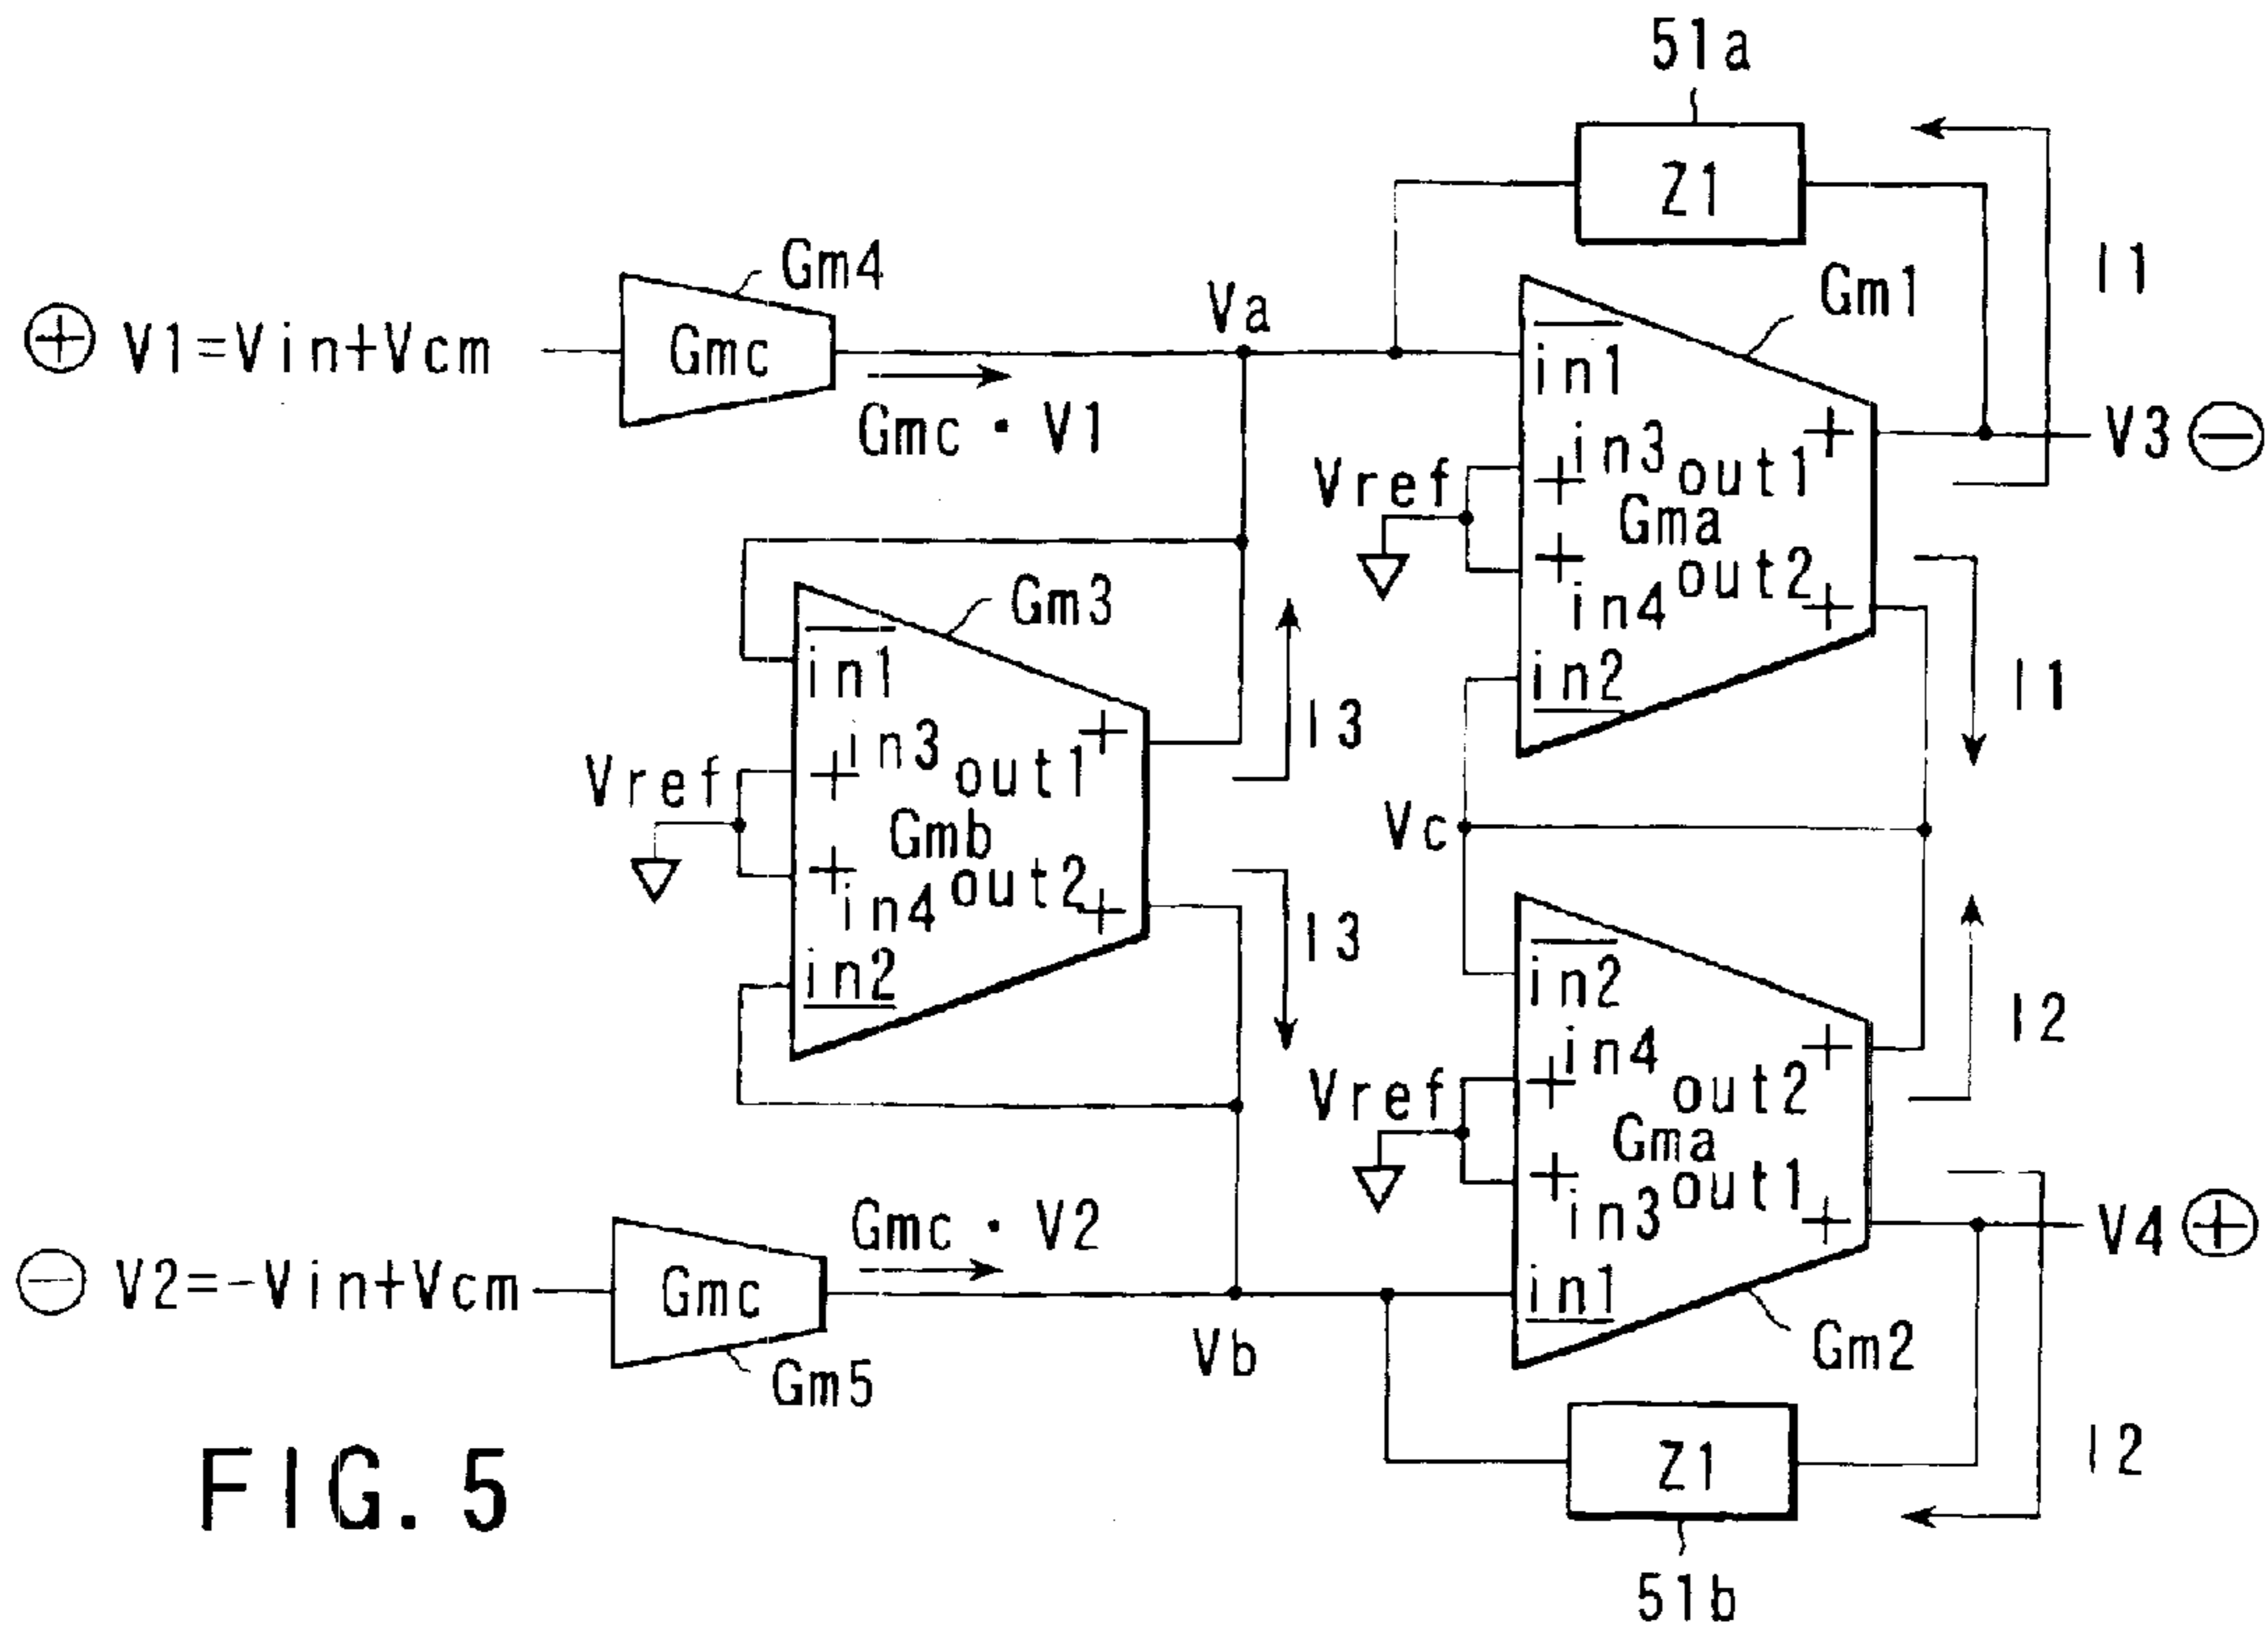 51a
Z1
I1
Gm4
⊕ V1=Vin+Vcm
Gmc
Gmc・V1
Va
Gm1
in1
in3
+
out1
+
Vref
Gma
+
in4
out2
+
in2
V3 ⊖
I1
Gm3
in1
in3
+
out1
+
Vref
Gmb
+
in4
out2
+
in2
I3
I3
Vc
in2
in4
+
out2
+
Vref
Gma
+
in3
out1
+
in1
I2
V4 ⊕
Gmc・V2
⊖ V2=-Vin+Vcm
Gmc
Gm5
Vb
Gm2
Z1
I2
51b
FIG. 5